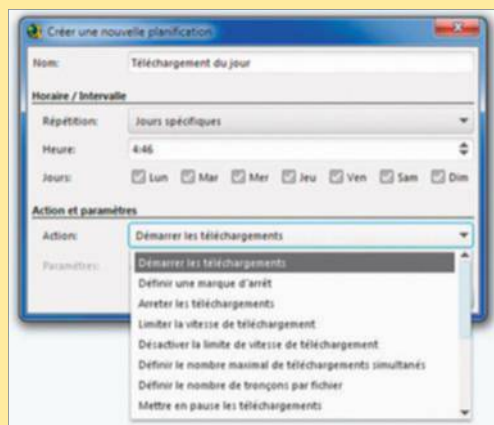 Créer une nouvelle planification
Nom: Téléchargement du jour
Horaire / Intervalle
Répétition: Jours spécifiques
Heure: 4:46
Jours: Lun Mar Mer Jeu Ven Sam Dim
Action et paramètres
Action: Démarrer les téléchargements
Paramètres:
Démarrer les téléchargements
Définir une marque d'arrêt
Arreter les téléchargements
Limiter la vitesse de téléchargement
Désactiver la limite de vitesse de téléchargement
Définir le nombre maximal de téléchargements simultanés
Définir le nombre de tronçons par fichier
Mettre en pause les téléchargements